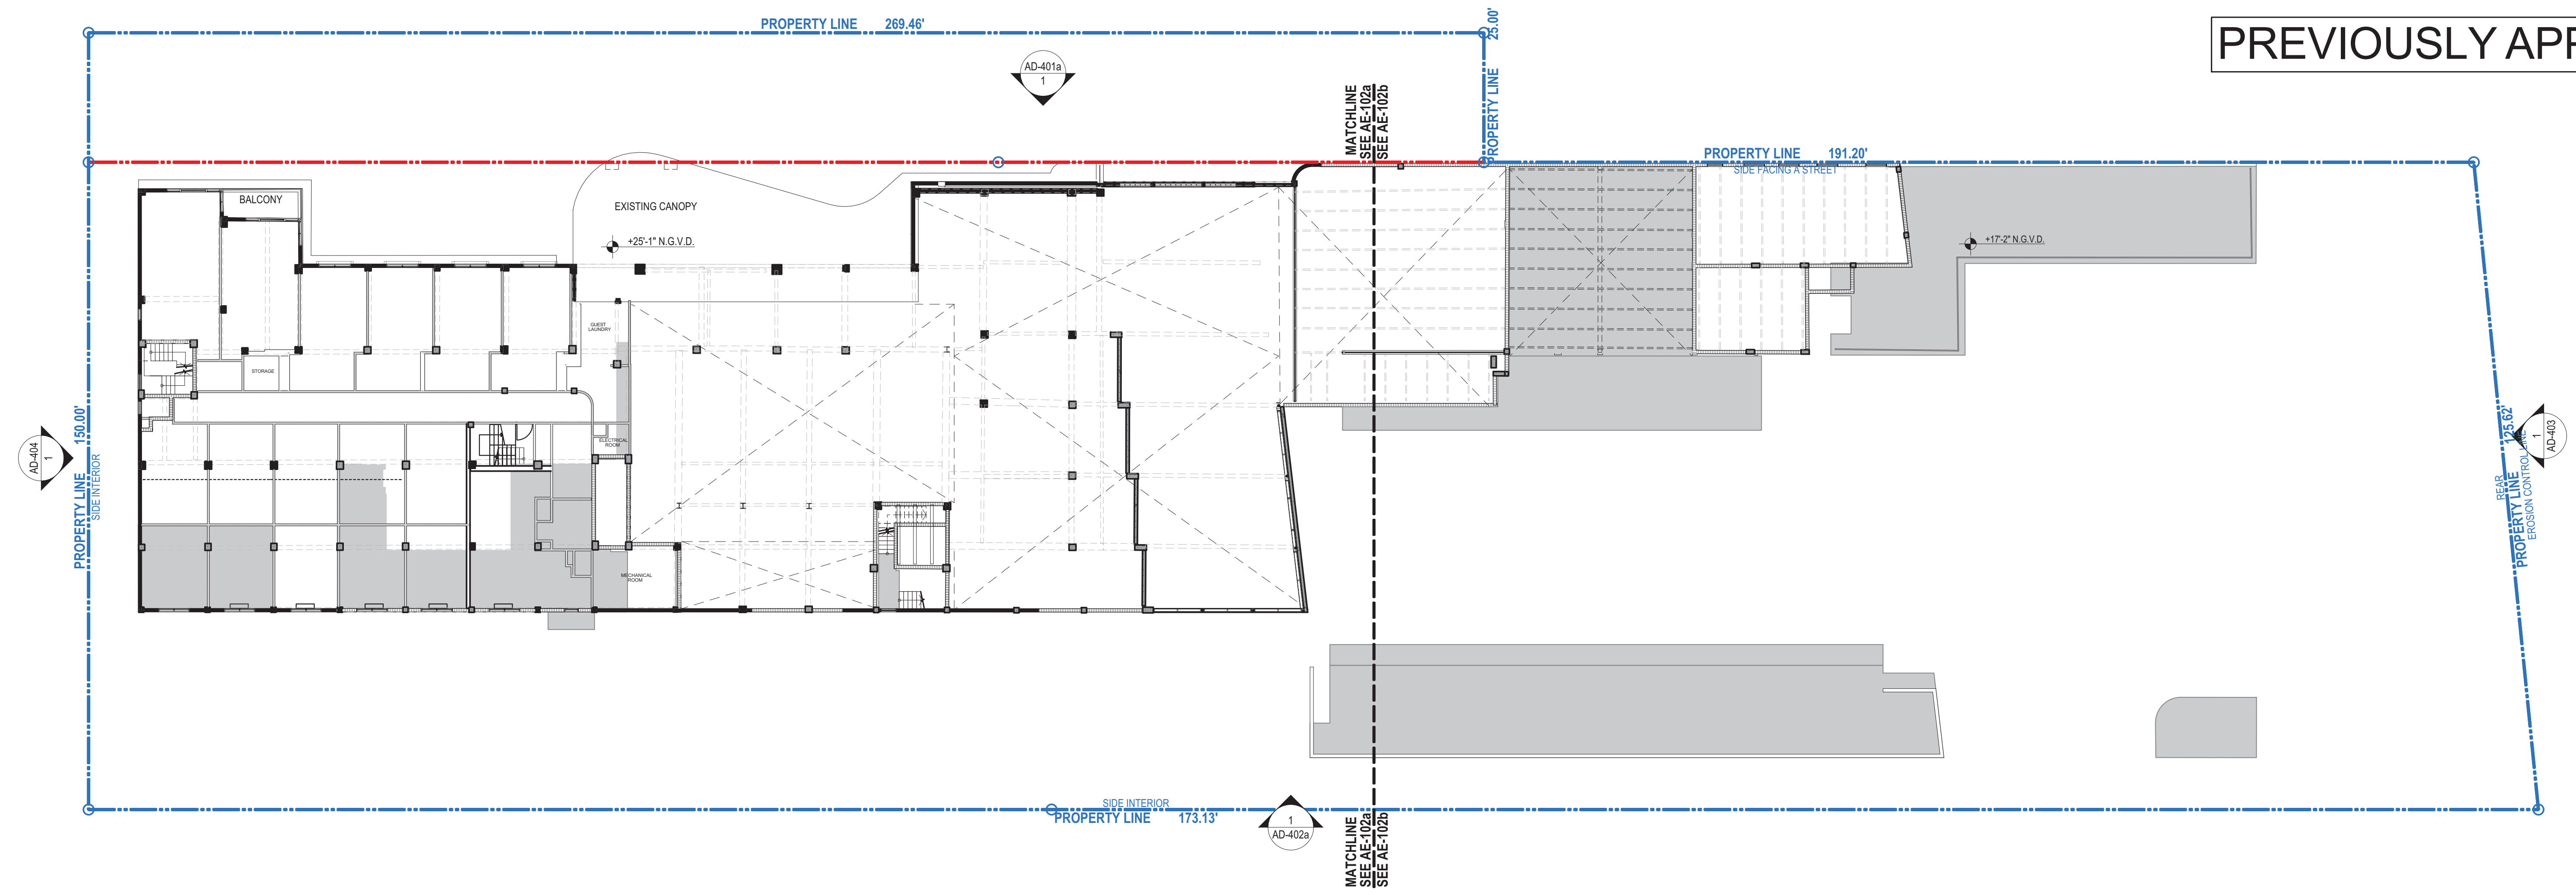 PROPERTY LINE 269.46'
25.00'
PROPERTY LINE
PREVIOUSLY APP
AD-401a
1
MATCHLINE
SEE AE-102a
SEE AE-102b
PROPERTY LINE 191.20'
SIDE FACING A STREET
BALCONY
EXISTING CANOPY
+25'-1" N.G.V.D.
+17'-2" N.G.V.D.
GUEST
LAUNDRY
STORAGE
ELECTRICAL
ROOM
MECHANICAL
ROOM
AD-404
1
PROPERTY LINE 150.00'
SIDE INTERIOR
REAR
PROPERTY LINE 125.62'
EROSION CONTROL LINE
1
AD-403
SIDE INTERIOR
PROPERTY LINE 173.13'
1
AD-402a
MATCHLINE
SEE AE-102a
SEE AE-102b